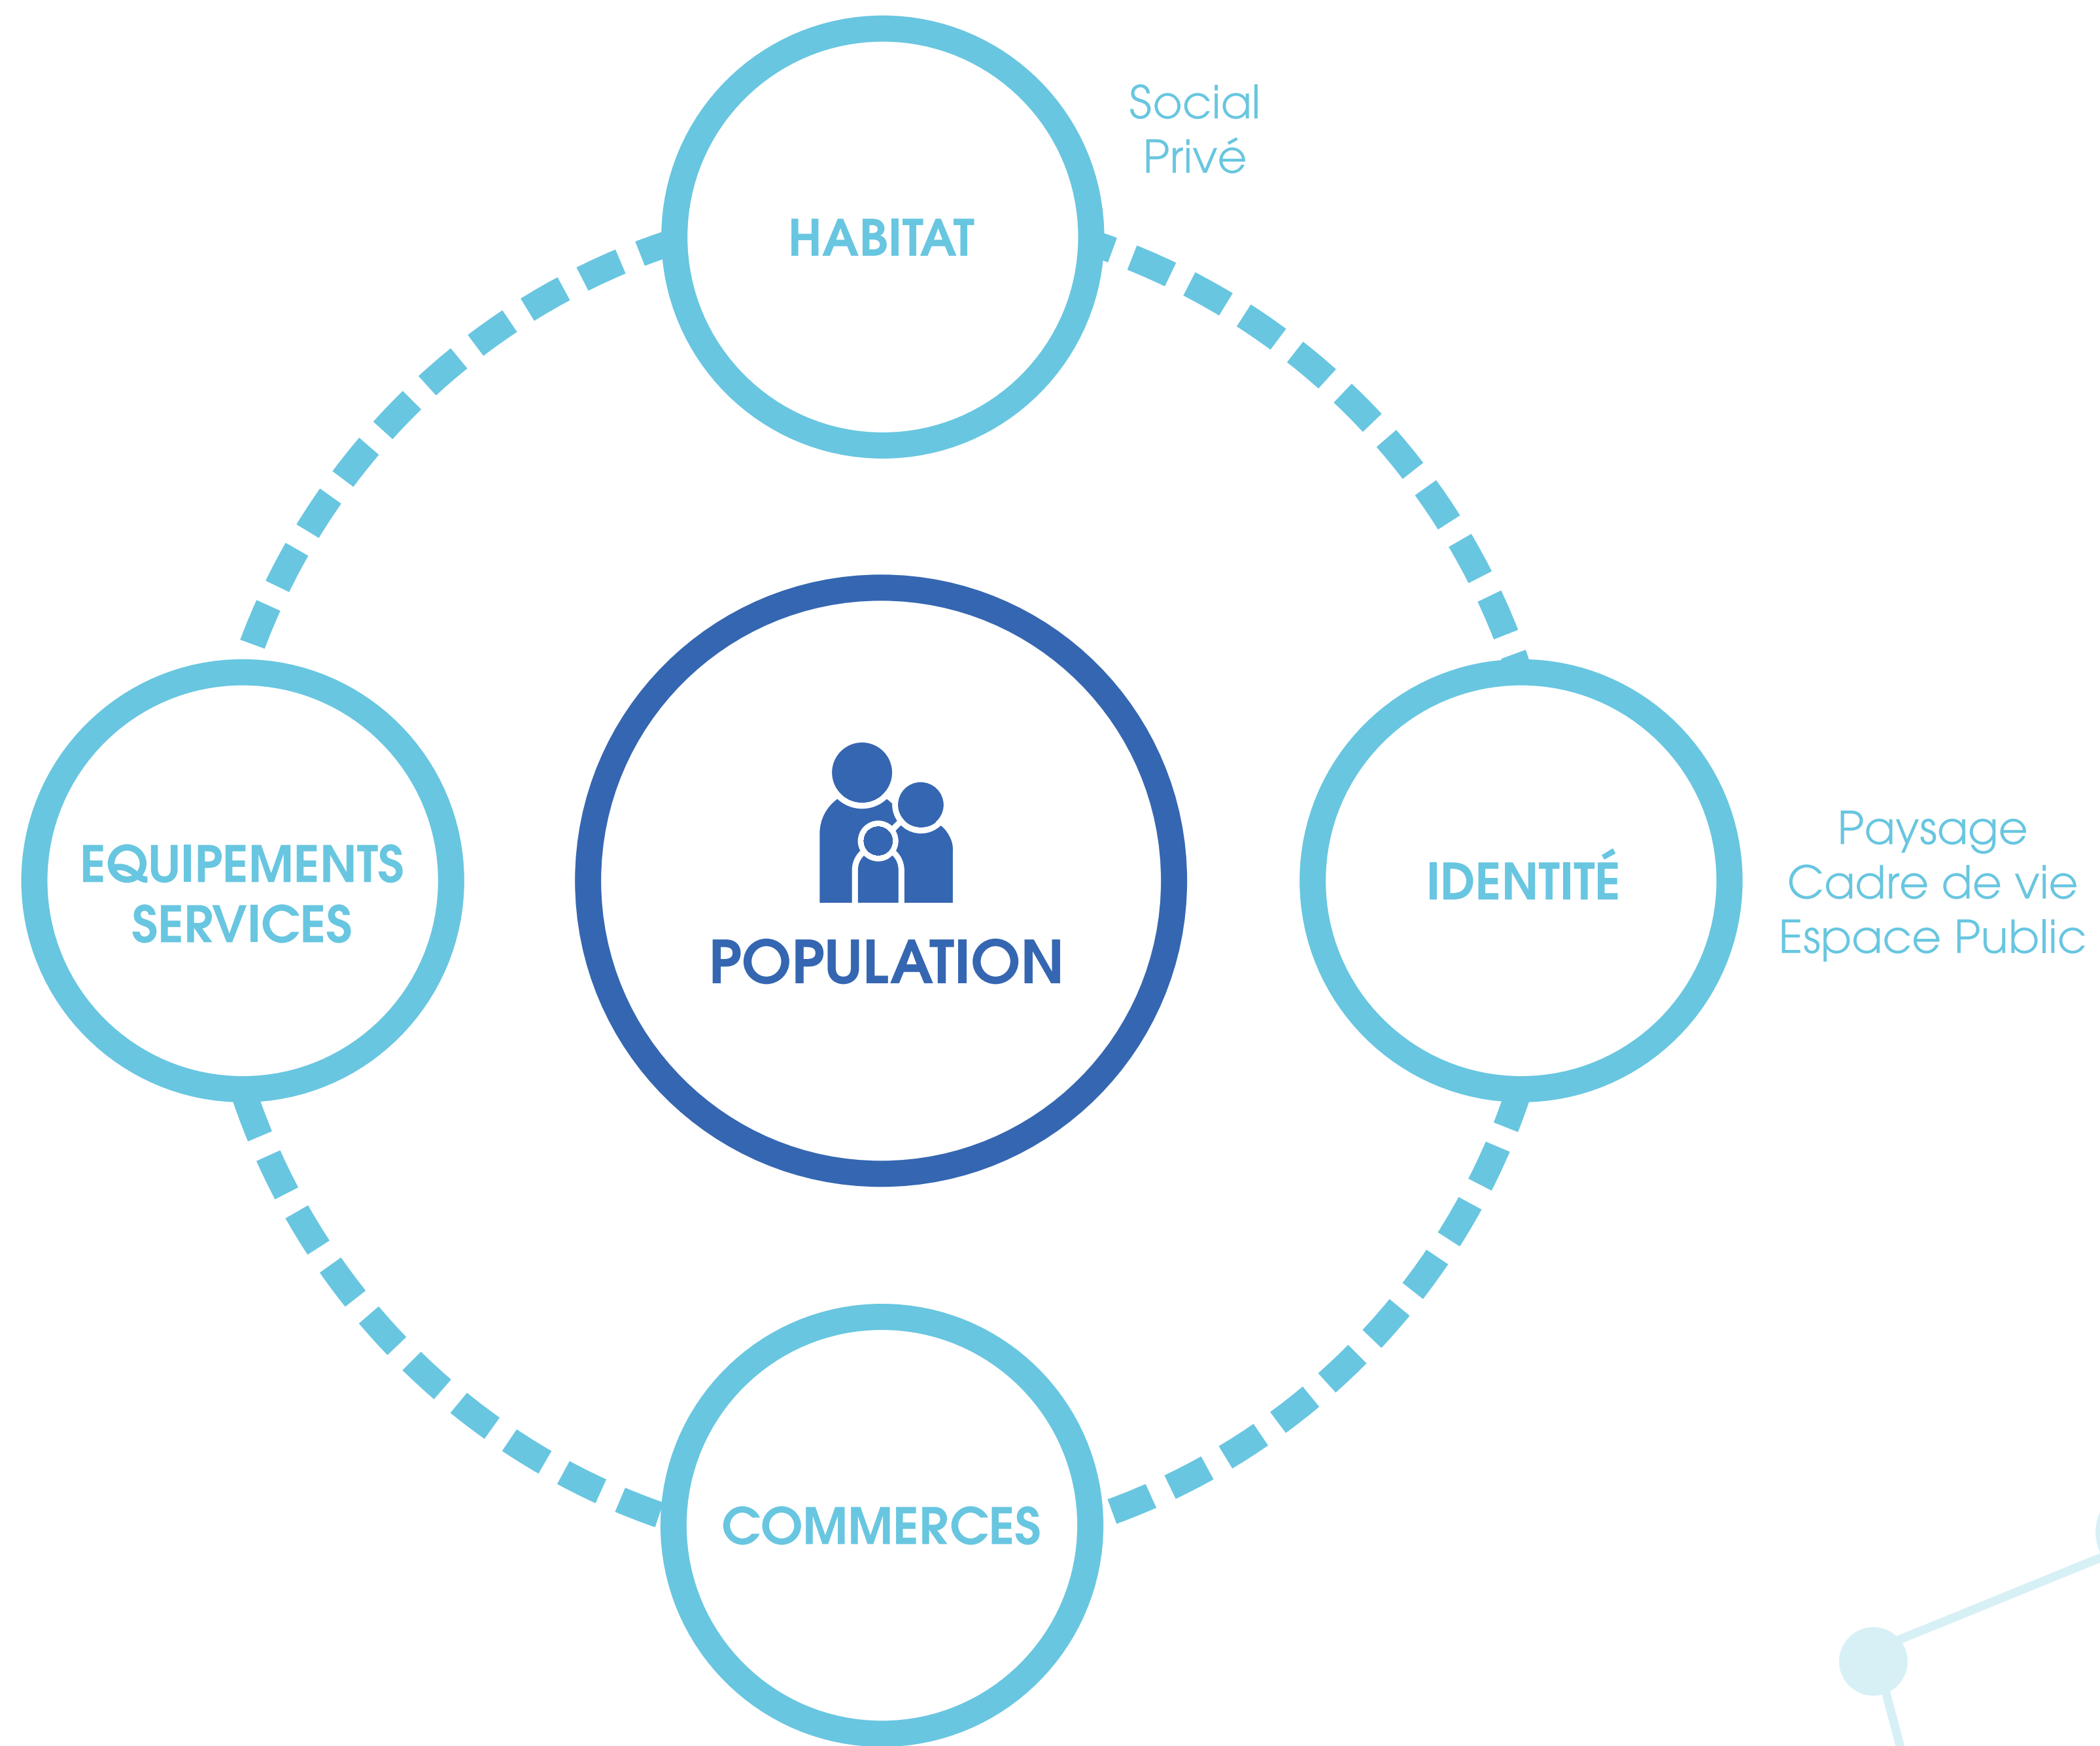 Social
Privé
HABITAT
EQUIPEMENTS
SERVICES
POPULATION
IDENTITÉ
Paysage
Cadre de vie
Espace Public
COMMERCES